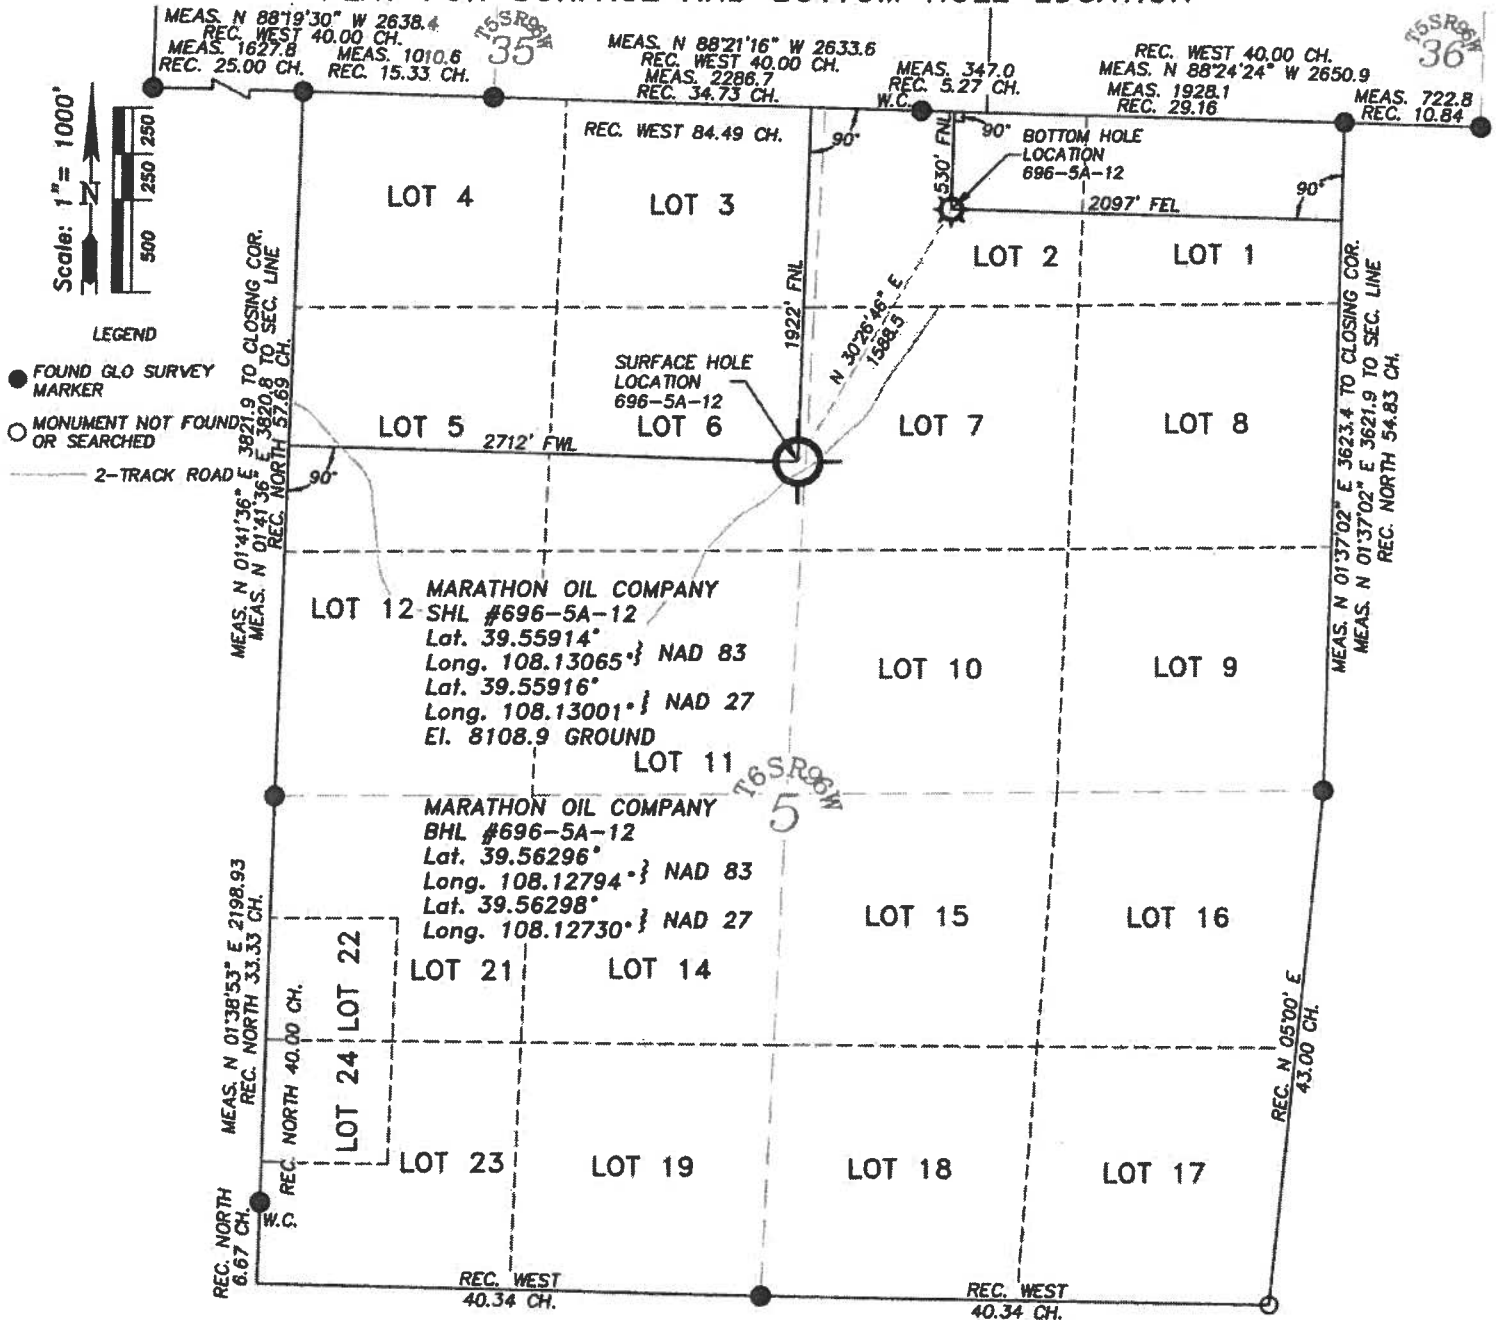 MEAS. N 88°19'30" W 2638.4
REC. WEST 40.00 CH.
MEAS. 1627.8
REC. 25.00 CH.
MEAS. 1010.6
REC. 15.33 CH.
T5SR96W
35
MEAS. N 88°21'16" W 2633.6
REC. WEST 40.00 CH.
MEAS. 2286.7
REC. 34.73 CH.
MEAS. 347.0
REC. 5.27 CH.
W.C.
REC. WEST 40.00 CH.
MEAS. N 88°24'24" W 2650.9
MEAS. 1928.1
REC. 29.16
T5SR96W
36
MEAS. 722.8
REC. 10.84
Scale: 1"= 1000'
N
250
250
500
REC. WEST 84.49 CH.
90°
90°
530' FNL
BOTTOM HOLE
LOCATION
696-5A-12
90°
2097' FEL
LOT 4
LOT 3
LOT 2
LOT 1
1922' FNL
N 30°26'46" E
1588.5
LEGEND
FOUND GLO SURVEY
MARKER
MONUMENT NOT FOUND
OR SEARCHED
2-TRACK ROAD
MEAS. N 01°41'36" E 3821.9 TO CLOSING COR.
MEAS. N 01°41'36" E 3820.8 TO SEC. LINE
REC. NORTH 57.69 CH.
SURFACE HOLE
LOCATION
696-5A-12
LOT 5
2712' FWL
90°
LOT 6
LOT 7
LOT 8
MEAS. N 01°37'02" E 3623.4 TO CLOSING COR.
MEAS. N 01°37'02" E 3621.9 TO SEC. LINE
REC. NORTH 54.83 CH.
LOT 12
MARATHON OIL COMPANY
SHL #696-5A-12
Lat. 39.55914°
Long. 108.13065° } NAD 83
Lat. 39.55916°
Long. 108.13001° } NAD 27
El. 8108.9 GROUND
LOT 11
LOT 10
LOT 9
T6SR96W
5
MARATHON OIL COMPANY
BHL #696-5A-12
Lat. 39.56296°
Long. 108.12794° } NAD 83
Lat. 39.56298°
Long. 108.12730° } NAD 27
LOT 15
LOT 16
MEAS. N 01°38'53" E 2198.93
REC. NORTH 33.33 CH.
LOT 22
LOT 21
LOT 14
REC. NORTH 40.00 CH.
LOT 24
REC. N 05°00' E
43.00 CH.
LOT 23
LOT 19
LOT 18
LOT 17
REC. NORTH
6.67 CH.
W.C.
REC. WEST
40.34 CH.
REC. WEST
40.34 CH.